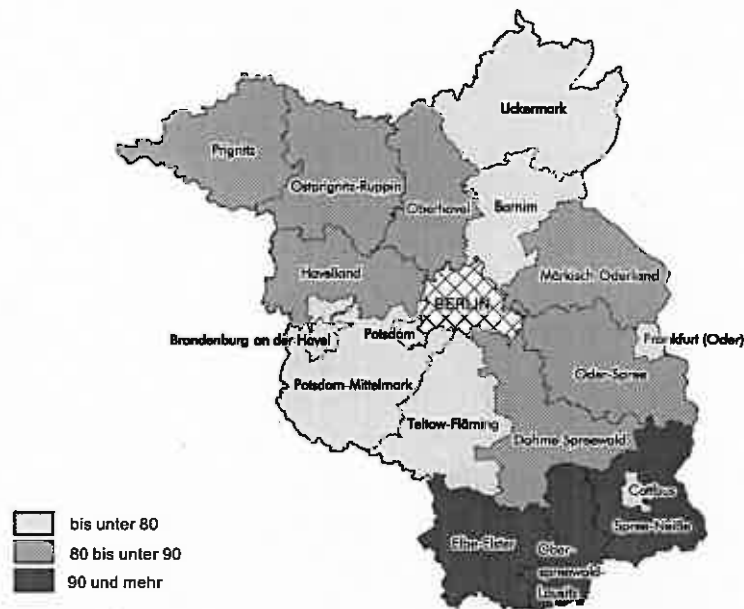 Uckermark
Prignitz
Ostprignitz-Ruppin
Oberhavel
Barnim
Havelland
Märkisch-Oderland
BERLIN
Brandenburg an der Havel
Potsdam
Frankfurt (Oder)
Oder-Spree
Potsdam-Mittelmark
Teltow-Fläming
Dahme-Spreewald
Cottbus
Spree-Neiße
Elbe-Elster
Ober-
spreewald-
Lausitz
bis unter 80
80 bis unter 90
90 und mehr